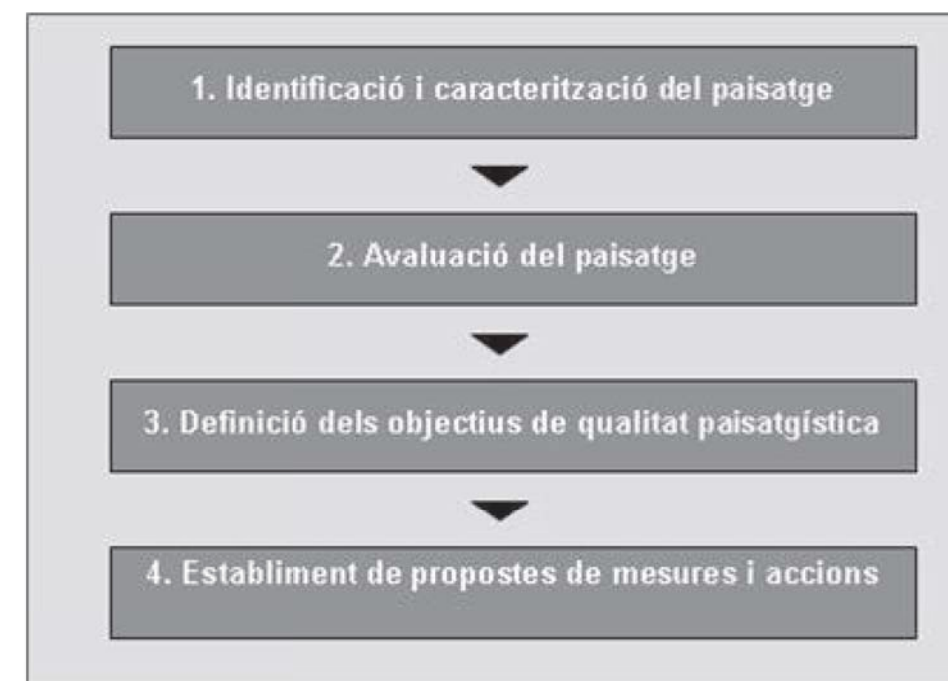 1. Identificació i caracterització del paisatge
2. Avaluació del paisatge
3. Definició dels objectius de qualitat paisatgística
4. Establiment de propostes de mesures i accions